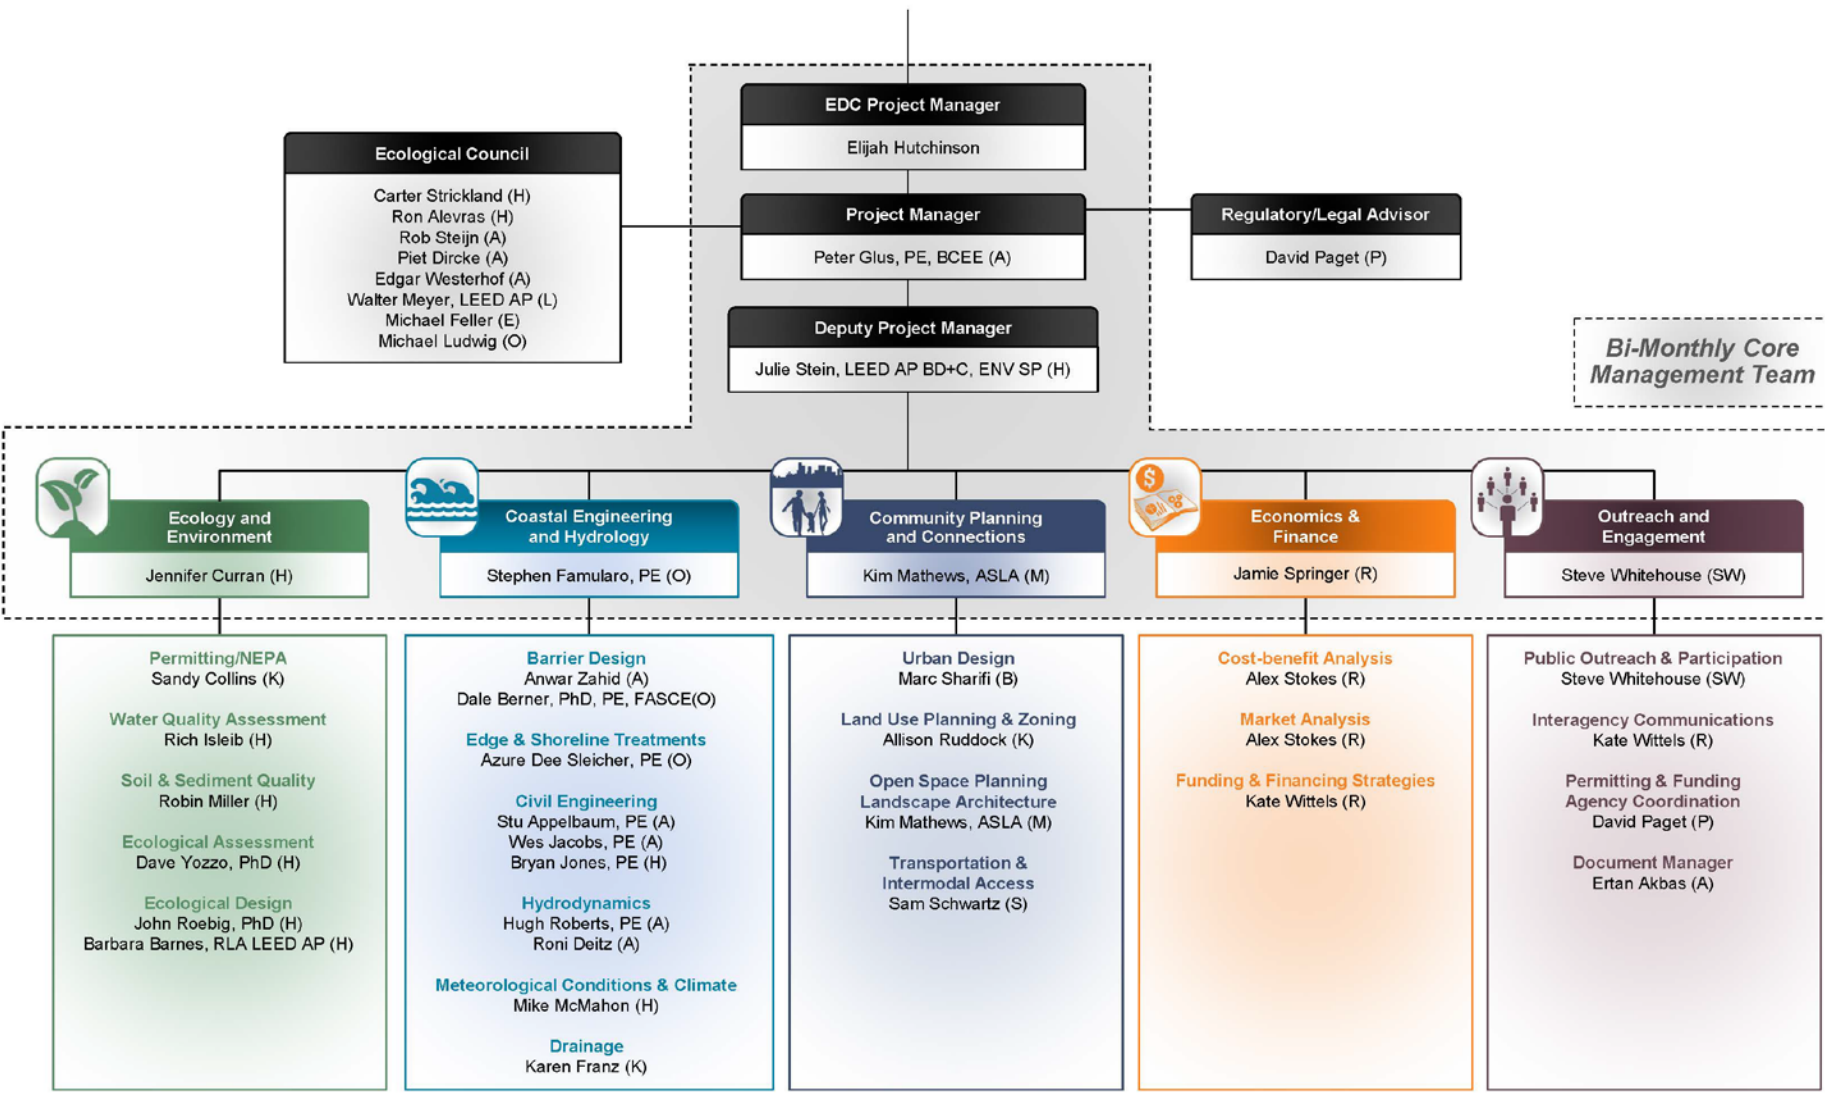 EDC Project Manager
Elijah Hutchinson
Ecological Council
Carter Strickland (H)
Ron Alevras (H)
Rob Steijn (A)
Piet Dircke (A)
Edgar Westerhof (A)
Walter Meyer, LEED AP (L)
Michael Feller (E)
Michael Ludwig (O)
Project Manager
Peter Glus, PE, BCEE (A)
Regulatory/Legal Advisor
David Paget (P)
Deputy Project Manager
Julie Stein, LEED AP BD+C, ENV SP (H)
Bi-Monthly Core
Management Team
Ecology and
Environment
Jennifer Curran (H)
Coastal Engineering
and Hydrology
Stephen Famularo, PE (O)
Community Planning
and Connections
Kim Mathews, ASLA (M)
Economics &
Finance
Jamie Springer (R)
Outreach and
Engagement
Steve Whitehouse (SW)
Permitting/NEPA
Sandy Collins (K)
Water Quality Assessment
Rich Isleib (H)
Soil & Sediment Quality
Robin Miller (H)
Ecological Assessment
Dave Yozzo, PhD (H)
Ecological Design
John Roebig, PhD (H)
Barbara Barnes, RLA LEED AP (H)
Barrier Design
Anwar Zahid (A)
Dale Berner, PhD, PE, FASCE(O)
Edge & Shoreline Treatments
Azure Dee Sleicher, PE (O)
Civil Engineering
Stu Appelbaum, PE (A)
Wes Jacobs, PE (A)
Bryan Jones, PE (H)
Hydrodynamics
Hugh Roberts, PE (A)
Roni Deitz (A)
Meteorological Conditions & Climate
Mike McMahon (H)
Drainage
Karen Franz (K)
Urban Design
Marc Sharifi (B)
Land Use Planning & Zoning
Allison Ruddock (K)
Open Space Planning
Landscape Architecture
Kim Mathews, ASLA (M)
Transportation &
Intermodal Access
Sam Schwartz (S)
Cost-benefit Analysis
Alex Stokes (R)
Market Analysis
Alex Stokes (R)
Funding & Financing Strategies
Kate Wittels (R)
Public Outreach & Participation
Steve Whitehouse (SW)
Interagency Communications
Kate Wittels (R)
Permitting & Funding
Agency Coordination
David Paget (P)
Document Manager
Ertan Akbas (A)